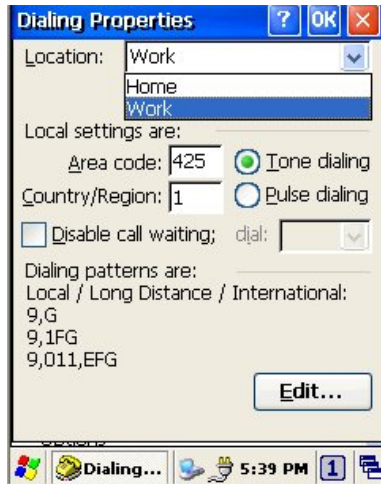 Dialing Properties ? OK ×
Location: Work
Home
Work
Local settings are:
Area code: 425 Tone dialing
Country/Region: 1 Pulse dialing
Disable call waiting; dial:
Dialing patterns are:
Local / Long Distance / International:
9,G
9,1FG
9,011,EFG
Edit...
Options
Dialing... 5:39 PM 1